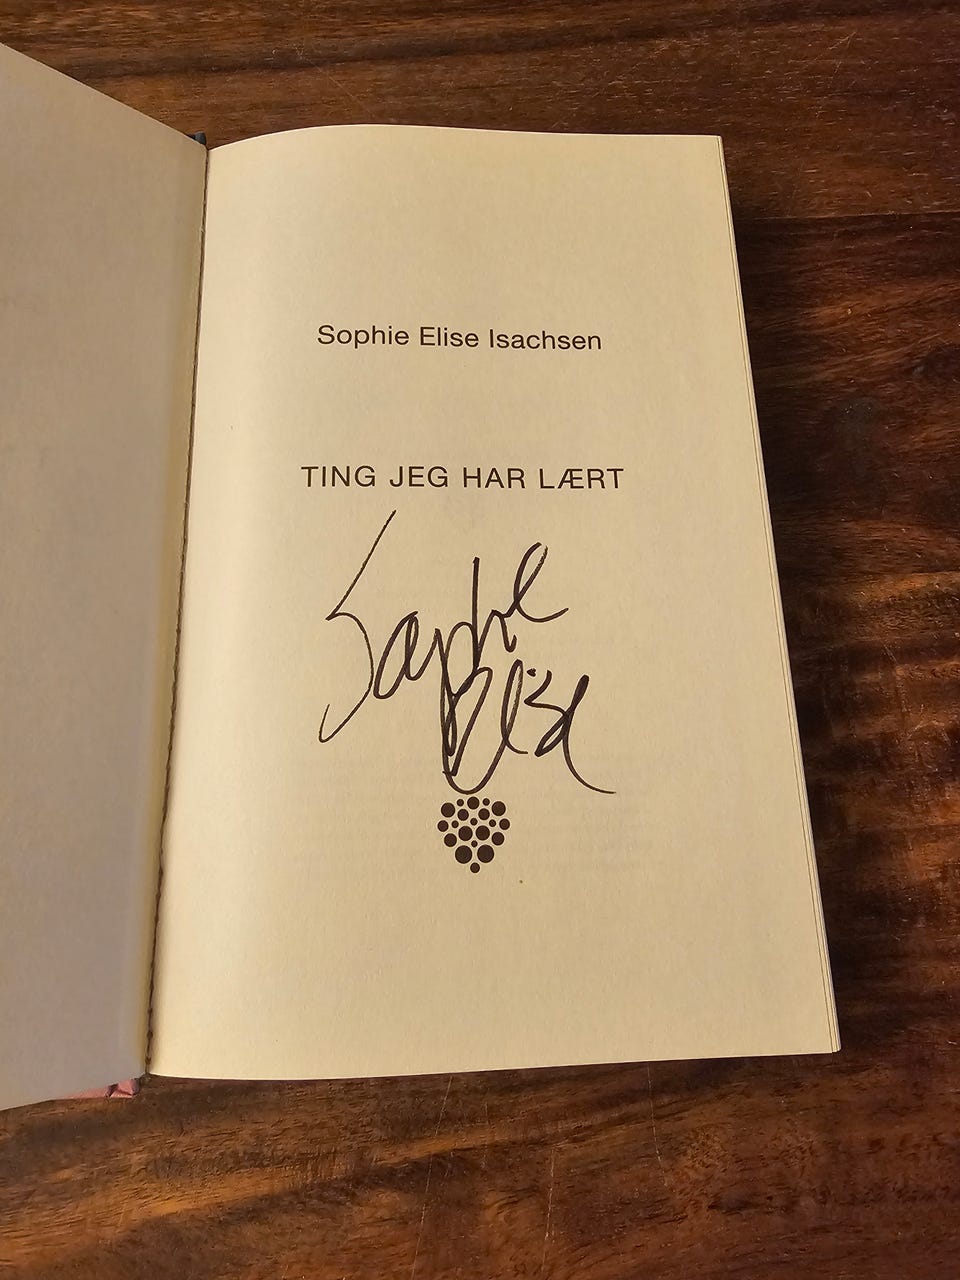 Sophie Elise Isachsen
TING JEG HAR LÆRT
Sophie
Elise